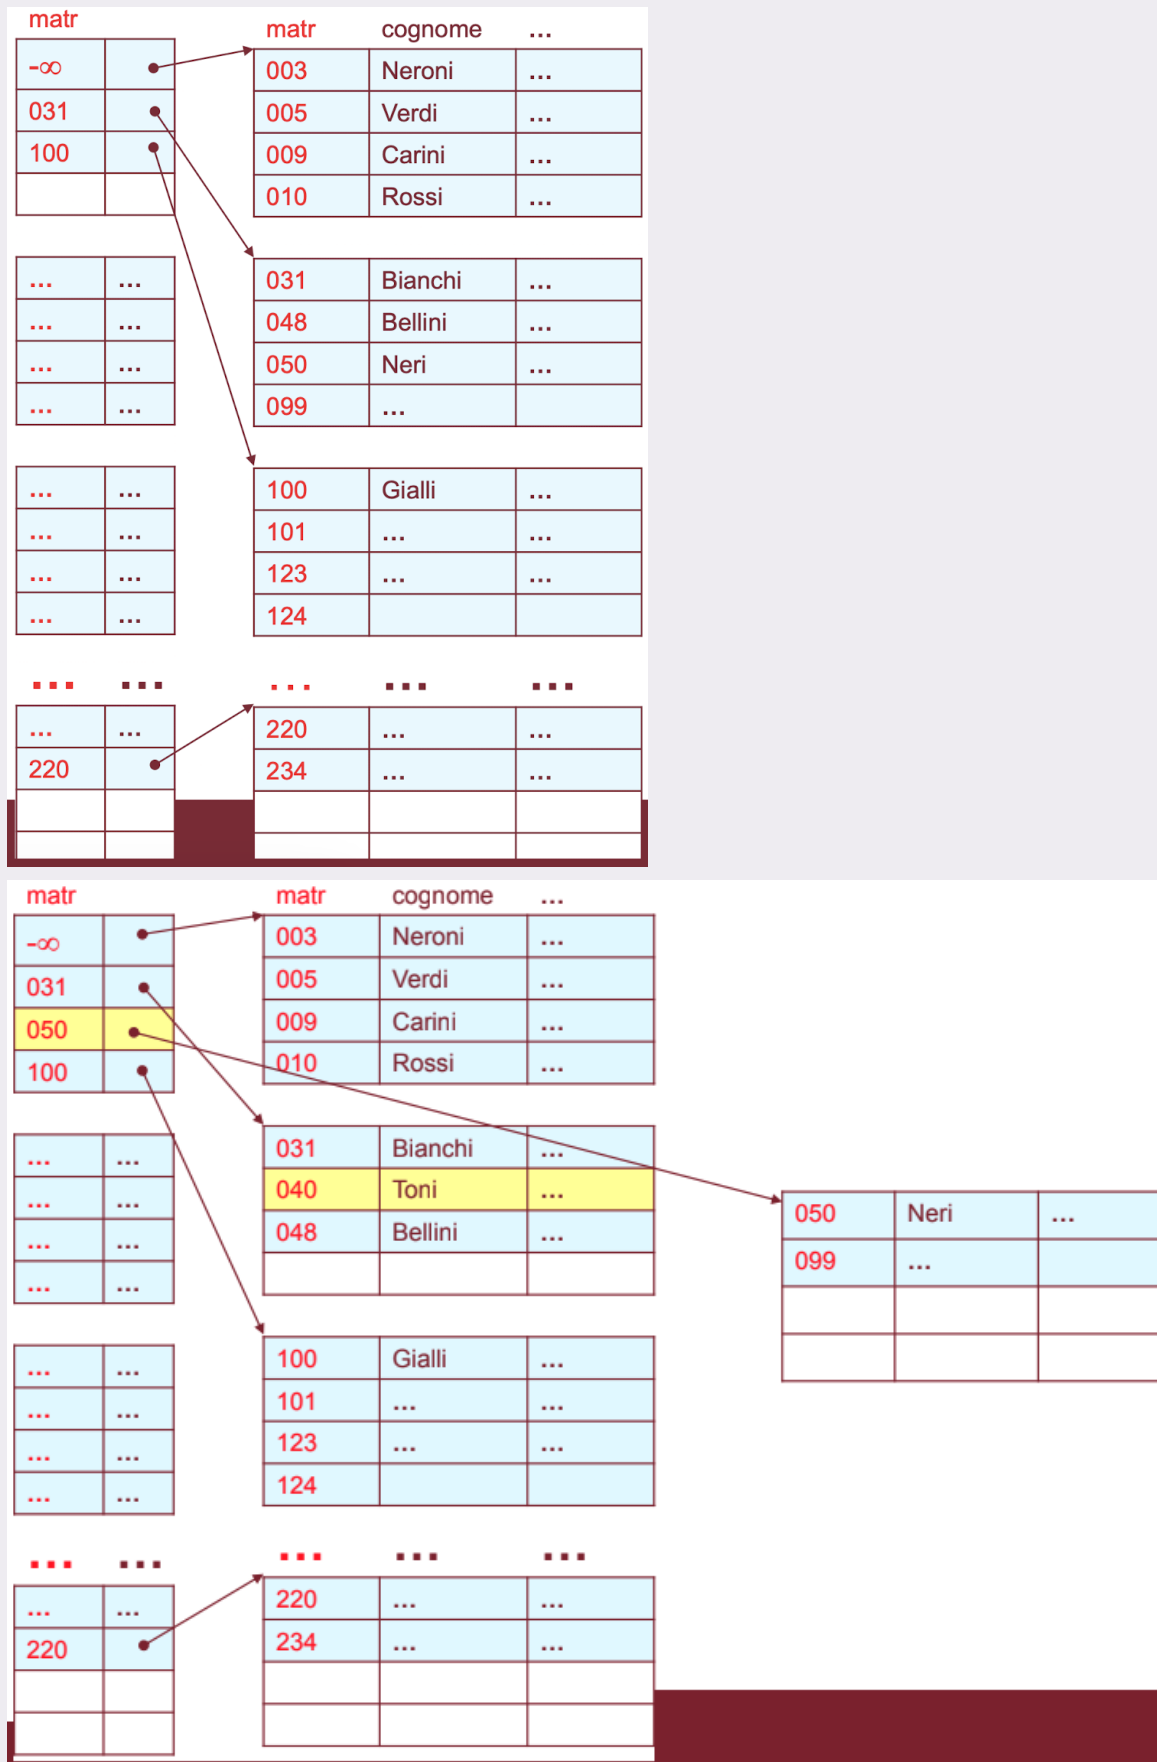 matr
matr cognome ...
-∞
003 Neroni ...
031
005 Verdi ...
100
009 Carini ...
010 Rossi ...
... ...
031 Bianchi ...
... ...
048 Bellini ...
... ...
050 Neri ...
... ...
099 ...
... ...
100 Gialli ...
... ...
101 ... ...
... ...
123 ... ...
... ...
124
... ... ... ... ...
... ...
220 ... ...
220
234 ... ...
matr
matr cognome ...
-∞
003 Neroni ...
031
005 Verdi ...
050
009 Carini ...
100
010 Rossi ...
... ...
031 Bianchi ...
... ...
040 Toni ...
... ...
048 Bellini ...
... ...
050 Neri ...
099 ...
... ...
100 Gialli ...
... ...
101 ... ...
... ...
123 ... ...
... ...
124
... ... ... ... ...
... ...
220 ... ...
220
234 ... ...